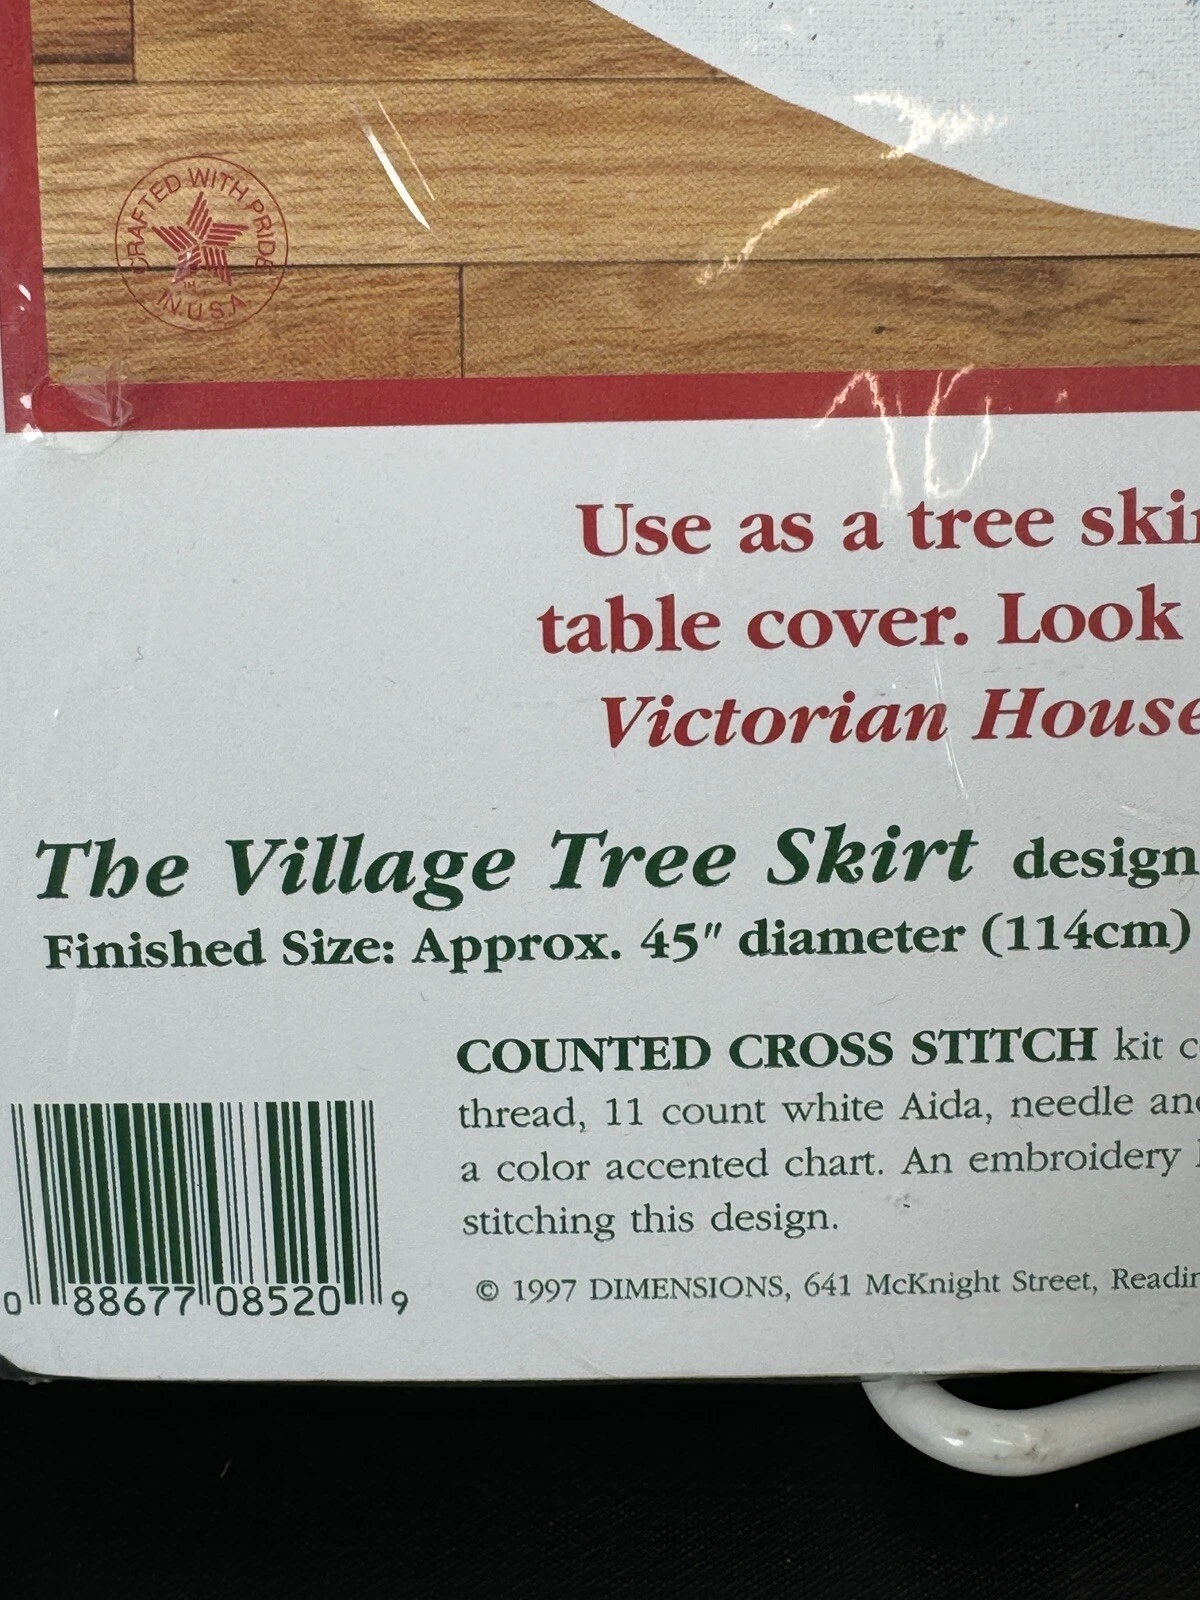 CRAFTED WITH PRIDE
IN
IN U.S.A
Use as a tree ski
table cover. Look
Victorian House
The Village Tree Skirt design
Finished Size: Approx. 45" diameter (114cm)
COUNTED CROSS STITCH kit c
thread, 11 count white Aida, needle an
a color accented chart. An embroidery
stitching this design.
© 1997 DIMENSIONS, 641 McKnight Street, Readin
0 88677 08520 9